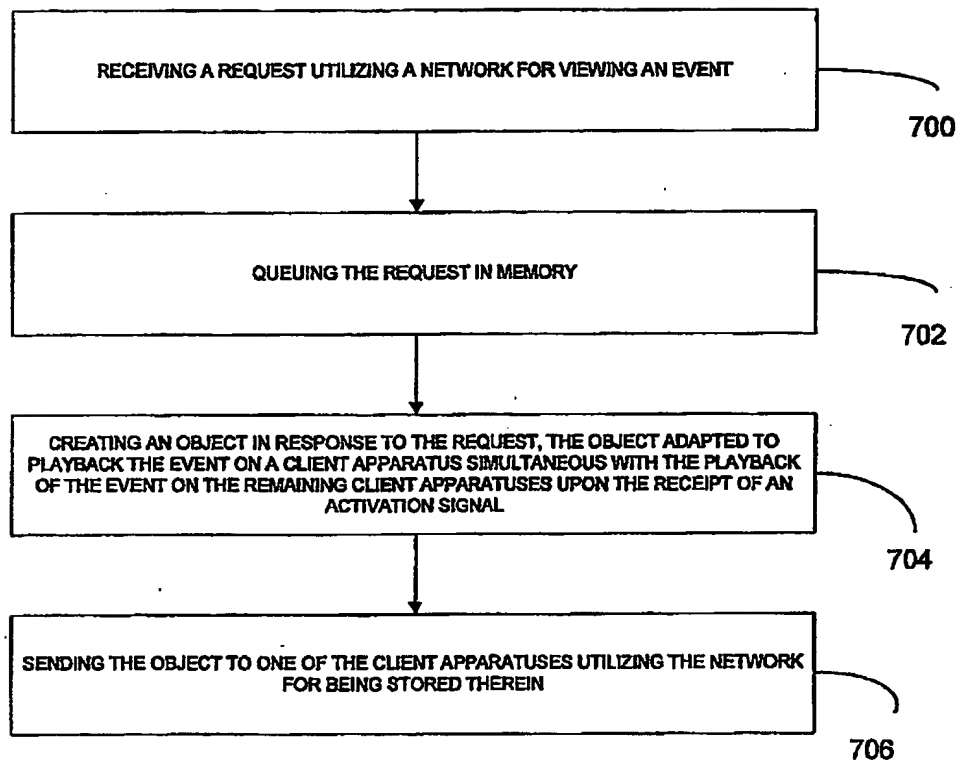 RECEIVING A REQUEST UTILIZING A NETWORK FOR VIEWING AN EVENT
700
QUEUING THE REQUEST IN MEMORY
702
CREATING AN OBJECT IN RESPONSE TO THE REQUEST, THE OBJECT ADAPTED TO
PLAYBACK THE EVENT ON A CLIENT APPARATUS SIMULTANEOUS WITH THE PLAYBACK
OF THE EVENT ON THE REMAINING CLIENT APPARATUSES UPON THE RECEIPT OF AN
ACTIVATION SIGNAL
704
SENDING THE OBJECT TO ONE OF THE CLIENT APPARATUSES UTILIZING THE NETWORK
FOR BEING STORED THEREIN
706